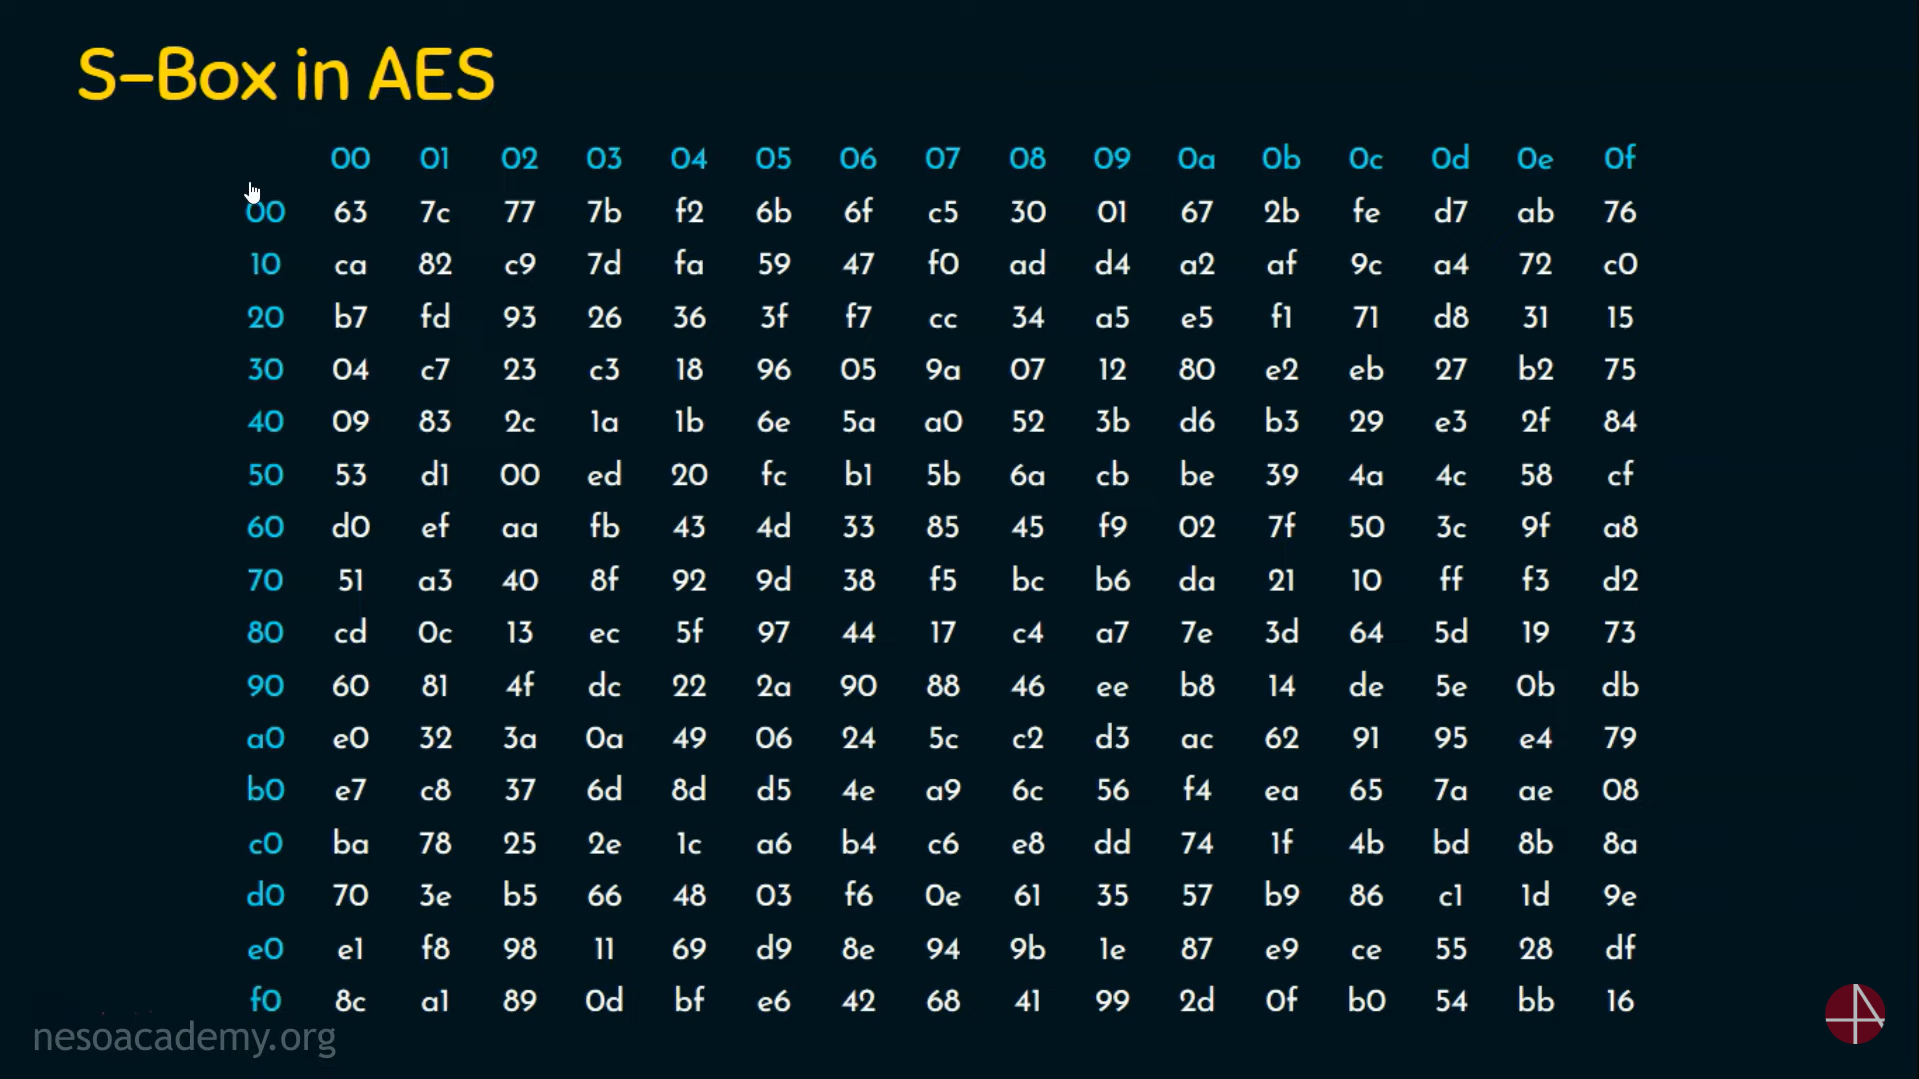 S-Box in AES
00 01 02 03 04 05 06 07 08 09 0a 0b 0c 0d 0e 0f
00 63 7c 77 7b f2 6b 6f c5 30 01 67 2b fe d7 ab 76
10 ca 82 c9 7d fa 59 47 f0 ad d4 a2 af 9c a4 72 c0
20 b7 fd 93 26 36 3f f7 cc 34 a5 e5 f1 71 d8 31 15
30 04 c7 23 c3 18 96 05 9a 07 12 80 e2 eb 27 b2 75
40 09 83 2c 1a 1b 6e 5a a0 52 3b d6 b3 29 e3 2f 84
50 53 d1 00 ed 20 fc b1 5b 6a cb be 39 4a 4c 58 cf
60 d0 ef aa fb 43 4d 33 85 45 f9 02 7f 50 3c 9f a8
70 51 a3 40 8f 92 9d 38 f5 bc b6 da 21 10 ff f3 d2
80 cd 0c 13 ec 5f 97 44 17 c4 a7 7e 3d 64 5d 19 73
90 60 81 4f dc 22 2a 90 88 46 ee b8 14 de 5e 0b db
a0 e0 32 3a 0a 49 06 24 5c c2 d3 ac 62 91 95 e4 79
b0 e7 c8 37 6d 8d d5 4e a9 6c 56 f4 ea 65 7a ae 08
c0 ba 78 25 2e 1c a6 b4 c6 e8 dd 74 1f 4b bd 8b 8a
d0 70 3e b5 66 48 03 f6 0e 61 35 57 b9 86 c1 1d 9e
e0 e1 f8 98 11 69 d9 8e 94 9b 1e 87 e9 ce 55 28 df
f0 8c a1 89 0d bf e6 42 68 41 99 2d 0f b0 54 bb 16
nesoacademy.org